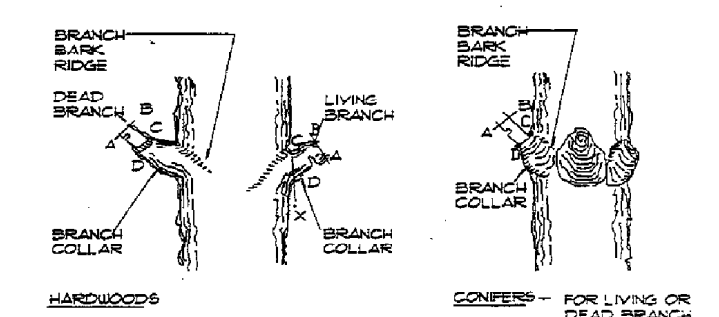 BRANCH
BARK
RIDGE
DEAD
BRANCH
B
C
A
D
BRANCH
COLLAR
LIVING
BRANCH
C
B
A
D
X
BRANCH
COLLAR
HARDWOODS
BRANCH
BARK
RIDGE
B
C
A
D
BRANCH
COLLAR
CONIFERS - FOR LIVING OR
DEAD BRANCH